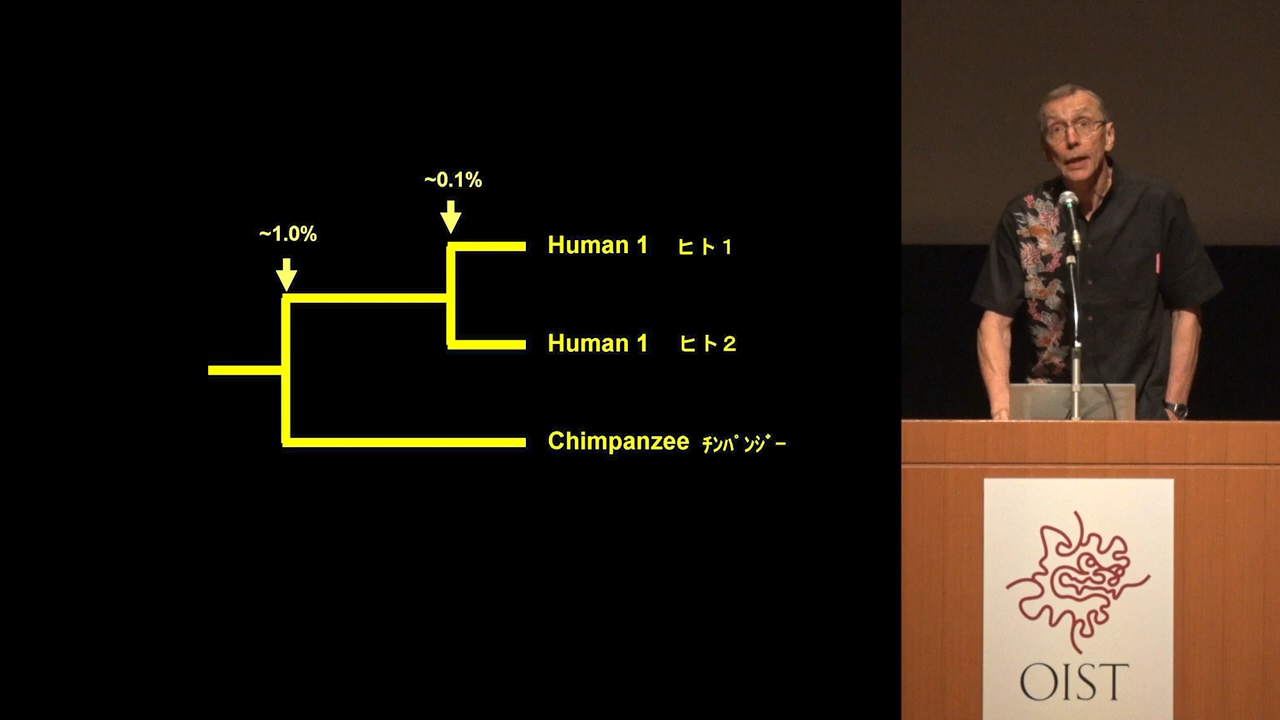 ~0.1%
~1.0%
Human 1 ヒト1
Human 1 ヒト2
Chimpanzee ﾁﾝﾊﾟﾝｼﾞｰ
OIST